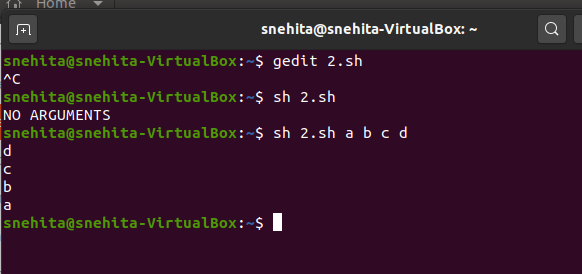 Home
snehita@snehita-VirtualBox: ~
snehita@snehita-VirtualBox:~$ gedit 2.sh
^C
snehita@snehita-VirtualBox:~$ sh 2.sh
NO ARGUMENTS
snehita@snehita-VirtualBox:~$ sh 2.sh a b c d
d
c
b
a
snehita@snehita-VirtualBox:~$